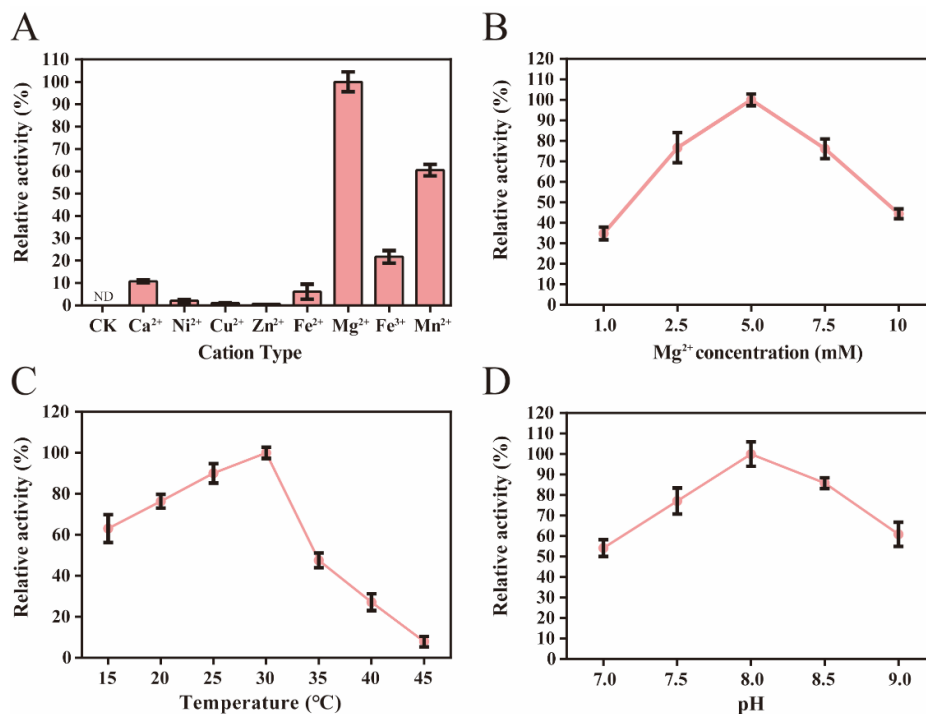 A
Relative activity (%)
110
100
90
80
70
60
50
40
30
20
10
0
ND
CK Ca²⁺ Ni²⁺ Cu²⁺ Zn²⁺ Fe²⁺ Mg²⁺ Fe³⁺ Mn²⁺
Cation Type
B
Relative activity (%)
120
110
100
90
80
70
60
50
40
30
20
10
0
1.0 2.5 5.0 7.5 10
Mg²⁺ concentration (mM)
C
Relative activity (%)
120
100
80
60
40
20
0
15 20 25 30 35 40 45
Temperature (°C)
D
Relative activity (%)
120
110
100
90
80
70
60
50
40
30
20
10
0
7.0 7.5 8.0 8.5 9.0
pH